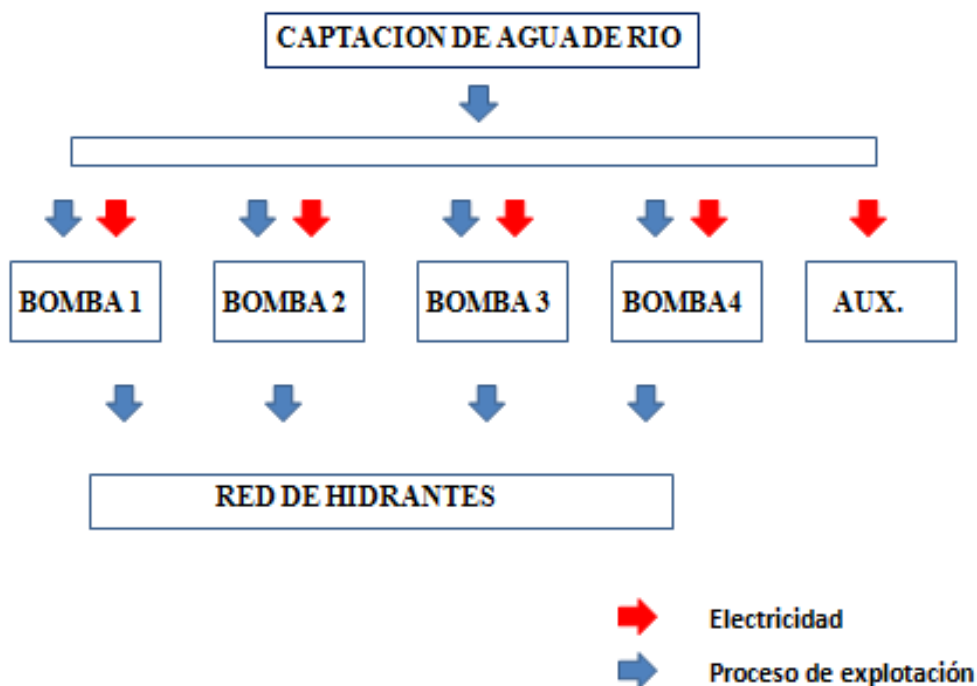 CAPTACION DE AGUA DE RIO
BOMBA 1
BOMBA 2
BOMBA 3
BOMBA4
AUX.
RED DE HIDRANTES
Electricidad
Proceso de explotación